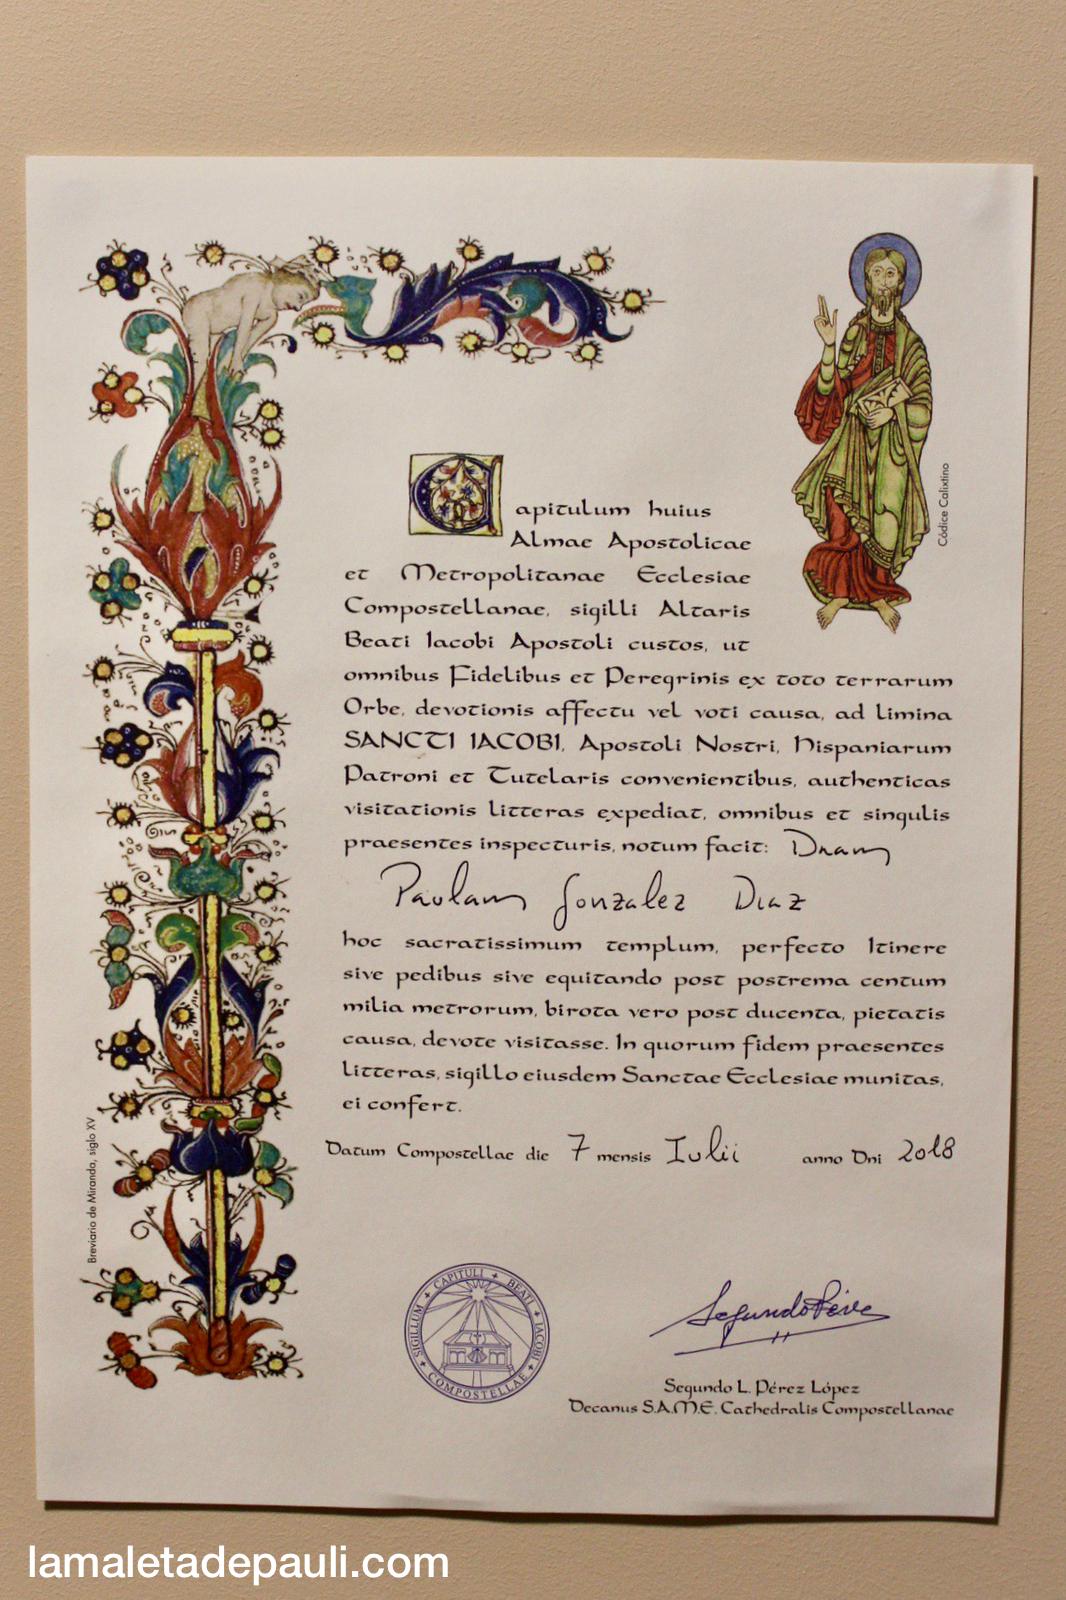 Capitulum huius
Almae Apostolicae
et Metropolitanae Ecclesiae
Compostellanae, sigilli Altaris
Beati Iacobi Apostoli custos, ut
omnibus Fidelibus et Peregrinis ex toto terrarum
Orbe, devotionis affectu vel voti causa, ad limina
SANCTI IACOBI, Apostoli Nostri, Hispaniarum
Patroni et Tutelaris convenientibus, authenticas
visitationis litteras expediat, omnibus et singulis
praesentes inspecturis, notum facit: Dnam
Paulam Gonzalez Diaz
hoc sacratissimum templum, perfecto Itinere
sive pedibus sive equitando post postrema centum
milia metrorum, birota vero post ducenta, pietatis
causa, devote visitasse. In quorum fidem praesentes
litteras, sigillo eiusdem Sanctae Ecclesiae munitas,
ei confert.
Datum Compostellae die 7 mensis Iulii anno Dni 2018
Códice Calixtino
Breviario de Miranda, siglo XV
SIGILLUM + CAPITULI + BEATI + IACOBI + COMPOSTELLAE +
Segundo Pérez
Segundo L. Pérez López
Decanus S.A.M.E. Cathedralis Compostellanae
lamaletadepauli.com